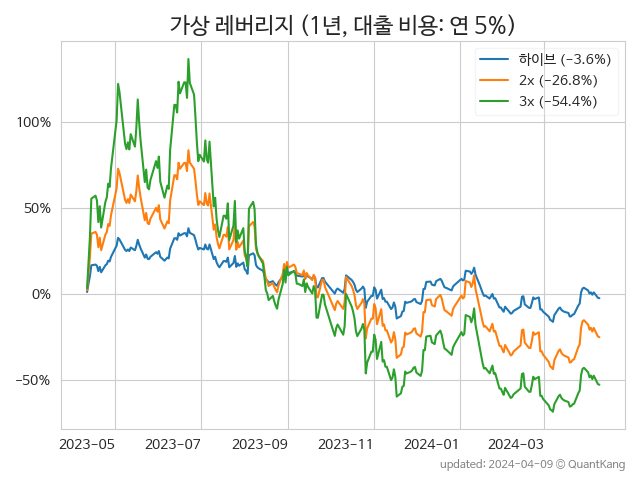 가상 레버리지 (1년, 대출 비용: 연 5%)
하이브 (−3.6%)
2x (−26.8%)
3x (−54.4%)
100%
50%
0%
−50%
2023-05 2023-07 2023-09 2023-11 2024-01 2024-03
updated: 2024-04-09 © QuantKang